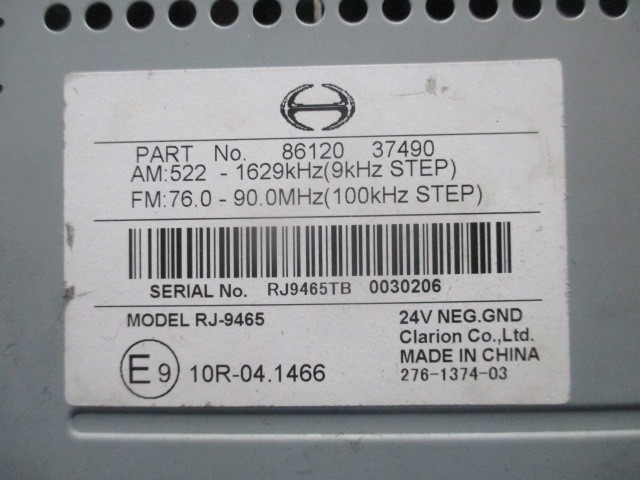 PART No. 86120 37490
AM:522 - 1629kHz(9kHz STEP)
FM:76.0 - 90.0MHz(100kHz STEP)
SERIAL No. RJ9465TB 0030206
MODEL RJ-9465
24V NEG.GND
Clarion Co.,Ltd.
MADE IN CHINA
276-1374-03
E9 10R-04.1466